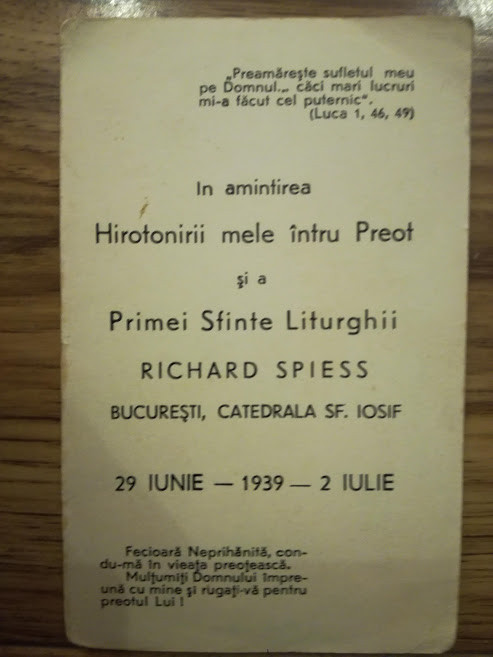 „Preamăreşte sufletul meu
pe Domnul... căci mari lucruri
mi-a făcut cel puternic".
(Luca 1, 46, 49)
In amintirea
Hirotonirii mele întru Preot
şi a
Primei Sfinte Liturghii
RICHARD SPIESS
BUCUREŞTI, CATEDRALA SF. IOSIF
29 IUNIE — 1939 — 2 IULIE
Fecioară Neprihănită, con-
du-mă în vieaţa preoţească.
Mulţumiţi Domnului împre-
ună cu mine şi rugaţi-vă pentru
preotul Lui !